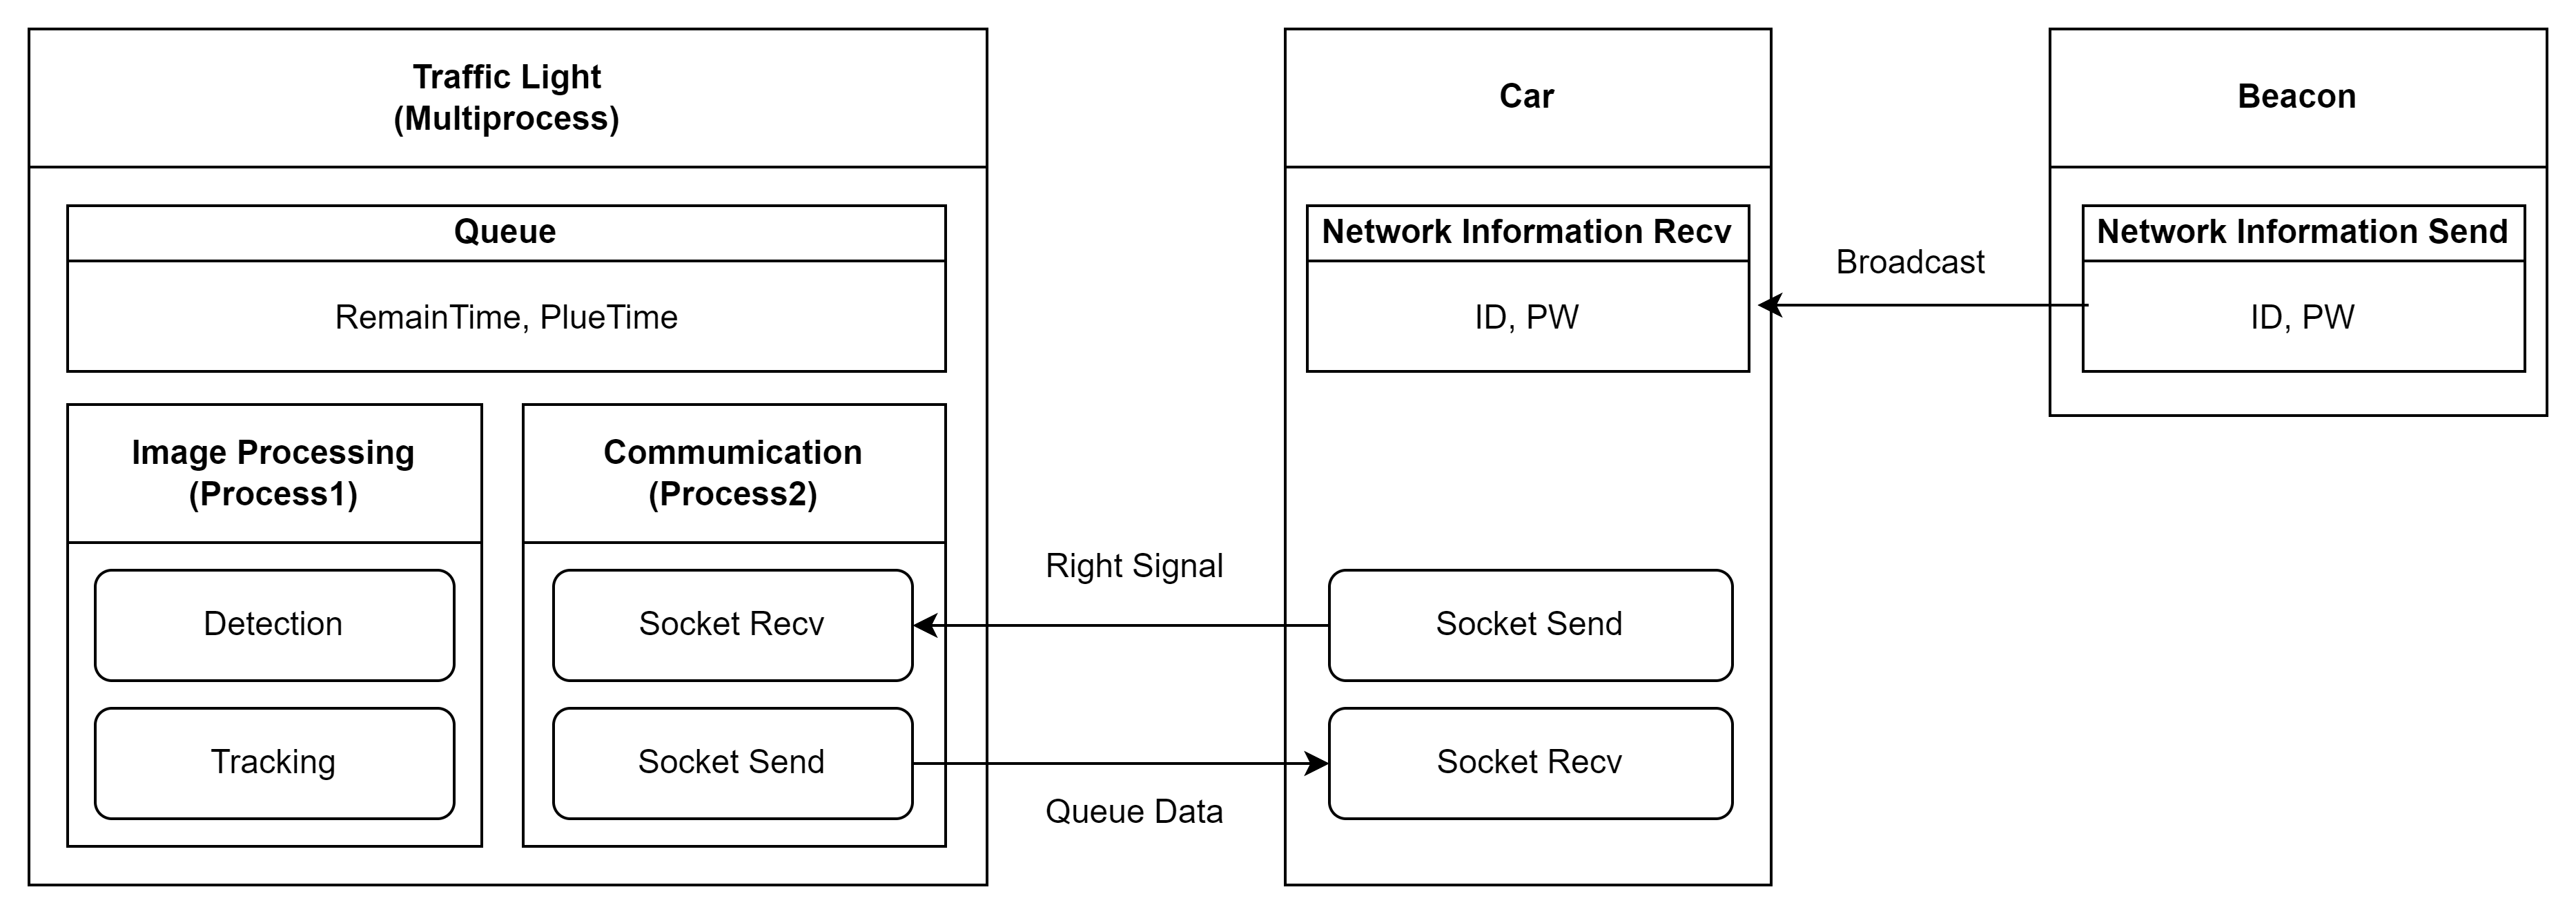 Traffic Light
(Multiprocess)
Queue
RemainTime, PlueTime
Image Processing
(Process1)
Detection
Tracking
Commumication
(Process2)
Socket Recv
Socket Send
Right Signal
Queue Data
Car
Network Information Recv
ID, PW
Socket Send
Socket Recv
Broadcast
Beacon
Network Information Send
ID, PW